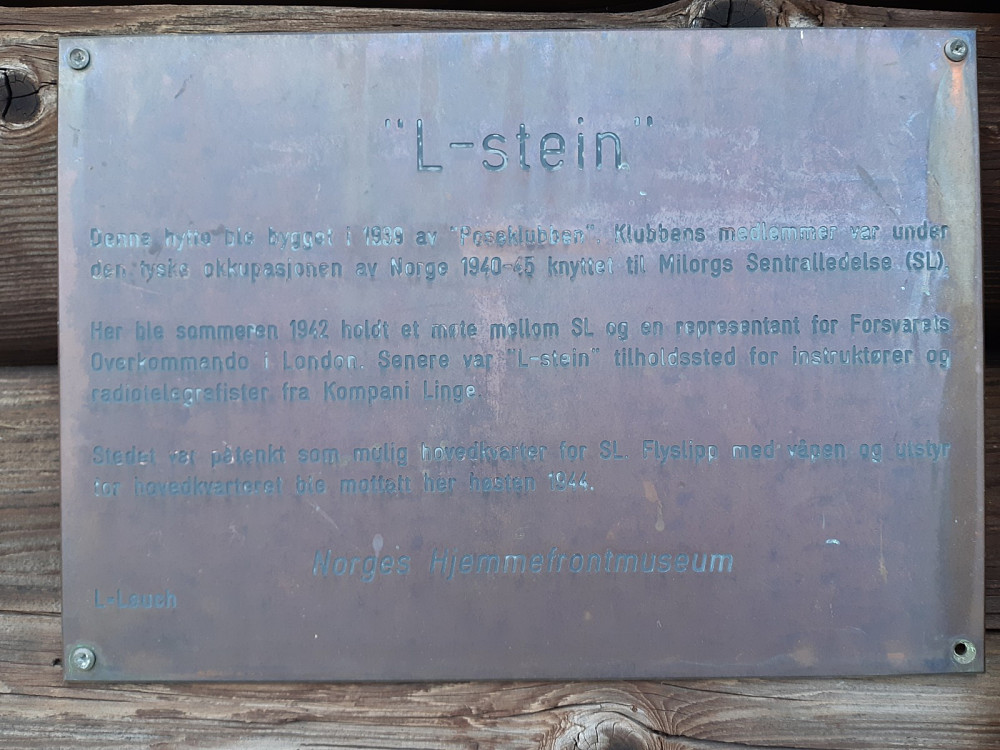 "L-stein"
Denne hytta ble bygget i 1939 av "Poseklubben". Klubbens medlemmer var under
den tyske okkupasjonen av Norge 1940-45 knyttet til Milorgs Sentralledelse (SL).
Her ble sommeren 1942 holdt et møte mellom SL og en representant for Forsvarets
Overkommando i London. Senere var "L-stein" tilholdssted for instruktører og
radiotelegrafister fra Kompani Linge.
Stedet var påtenkt som mulig hovedkvarter for SL. Flyslipp med våpen og utstyr
for hovedkvarteret ble mottatt her høsten 1944.
Norges Hjemmefrontmuseum